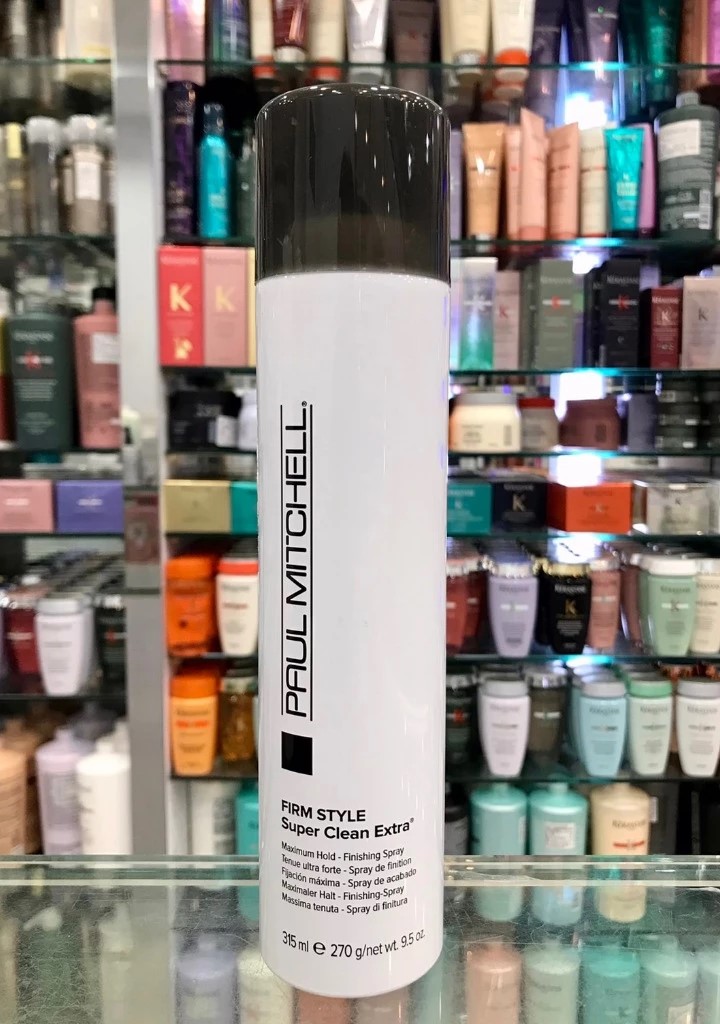 PAUL MITCHELL®
FIRM STYLE
Super Clean Extra®
Maximum Hold - Finishing Spray
Tenue ultra forte - Spray de finition
Fijación máxima - Spray de acabado
Maximaler Halt - Finishing-Spray
Massima tenuta - Spray di finitura
315 ml ℮ 270 g/net wt. 9.5 oz.
K
K
K
K